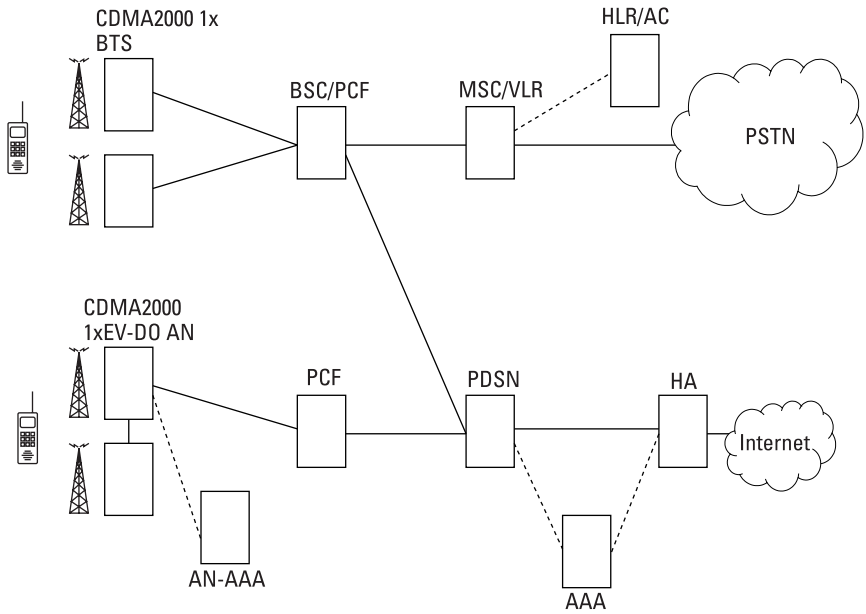 CDMA2000 1x
BTS
BSC/PCF
MSC/VLR
HLR/AC
PSTN
CDMA2000
1xEV-DO AN
PCF
PDSN
HA
Internet
AN-AAA
AAA